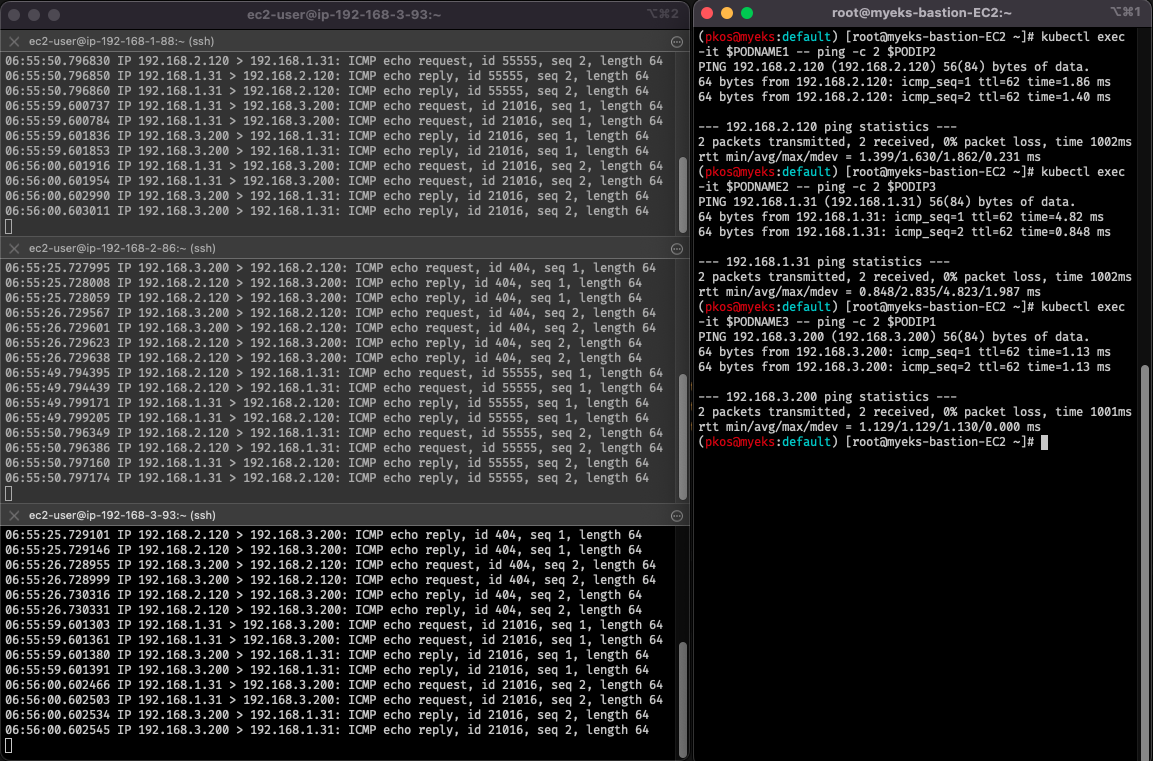 ec2-user@ip-192-168-3-93:~
⌥⌘2
ec2-user@ip-192-168-1-88:~ (ssh)
06:55:50.796830 IP 192.168.2.120 > 192.168.1.31: ICMP echo request, id 55555, seq 2, length 64
06:55:50.796850 IP 192.168.1.31 > 192.168.2.120: ICMP echo reply, id 55555, seq 2, length 64
06:55:50.796860 IP 192.168.1.31 > 192.168.2.120: ICMP echo reply, id 55555, seq 2, length 64
06:55:59.600737 IP 192.168.1.31 > 192.168.3.200: ICMP echo request, id 21016, seq 1, length 64
06:55:59.600784 IP 192.168.1.31 > 192.168.3.200: ICMP echo request, id 21016, seq 1, length 64
06:55:59.601836 IP 192.168.3.200 > 192.168.1.31: ICMP echo reply, id 21016, seq 1, length 64
06:55:59.601853 IP 192.168.3.200 > 192.168.1.31: ICMP echo reply, id 21016, seq 1, length 64
06:56:00.601916 IP 192.168.1.31 > 192.168.3.200: ICMP echo request, id 21016, seq 2, length 64
06:56:00.601954 IP 192.168.1.31 > 192.168.3.200: ICMP echo request, id 21016, seq 2, length 64
06:56:00.602990 IP 192.168.3.200 > 192.168.1.31: ICMP echo reply, id 21016, seq 2, length 64
06:56:00.603011 IP 192.168.3.200 > 192.168.1.31: ICMP echo reply, id 21016, seq 2, length 64
ec2-user@ip-192-168-2-86:~ (ssh)
06:55:25.727995 IP 192.168.3.200 > 192.168.2.120: ICMP echo request, id 404, seq 1, length 64
06:55:25.728008 IP 192.168.2.120 > 192.168.3.200: ICMP echo reply, id 404, seq 1, length 64
06:55:25.728059 IP 192.168.2.120 > 192.168.3.200: ICMP echo reply, id 404, seq 1, length 64
06:55:26.729567 IP 192.168.3.200 > 192.168.2.120: ICMP echo request, id 404, seq 2, length 64
06:55:26.729601 IP 192.168.3.200 > 192.168.2.120: ICMP echo request, id 404, seq 2, length 64
06:55:26.729623 IP 192.168.2.120 > 192.168.3.200: ICMP echo reply, id 404, seq 2, length 64
06:55:26.729638 IP 192.168.2.120 > 192.168.3.200: ICMP echo reply, id 404, seq 2, length 64
06:55:49.794395 IP 192.168.2.120 > 192.168.1.31: ICMP echo request, id 55555, seq 1, length 64
06:55:49.794439 IP 192.168.2.120 > 192.168.1.31: ICMP echo request, id 55555, seq 1, length 64
06:55:49.799171 IP 192.168.1.31 > 192.168.2.120: ICMP echo reply, id 55555, seq 1, length 64
06:55:49.799205 IP 192.168.1.31 > 192.168.2.120: ICMP echo reply, id 55555, seq 1, length 64
06:55:50.796349 IP 192.168.2.120 > 192.168.1.31: ICMP echo request, id 55555, seq 2, length 64
06:55:50.796382 IP 192.168.2.120 > 192.168.1.31: ICMP echo request, id 55555, seq 2, length 64
06:55:50.797160 IP 192.168.1.31 > 192.168.2.120: ICMP echo reply, id 55555, seq 2, length 64
06:55:50.797174 IP 192.168.1.31 > 192.168.2.120: ICMP echo reply, id 55555, seq 2, length 64
ec2-user@ip-192-168-3-93:~ (ssh)
06:55:25.729101 IP 192.168.2.120 > 192.168.3.200: ICMP echo reply, id 404, seq 1, length 64
06:55:25.729146 IP 192.168.2.120 > 192.168.3.200: ICMP echo reply, id 404, seq 1, length 64
06:55:26.728955 IP 192.168.3.200 > 192.168.2.120: ICMP echo request, id 404, seq 2, length 64
06:55:26.728999 IP 192.168.3.200 > 192.168.2.120: ICMP echo request, id 404, seq 2, length 64
06:55:26.730316 IP 192.168.2.120 > 192.168.3.200: ICMP echo reply, id 404, seq 2, length 64
06:55:26.730331 IP 192.168.2.120 > 192.168.3.200: ICMP echo reply, id 404, seq 2, length 64
06:55:59.601303 IP 192.168.1.31 > 192.168.3.200: ICMP echo request, id 21016, seq 1, length 64
06:55:59.601361 IP 192.168.1.31 > 192.168.3.200: ICMP echo request, id 21016, seq 1, length 64
06:55:59.601380 IP 192.168.3.200 > 192.168.1.31: ICMP echo reply, id 21016, seq 1, length 64
06:55:59.601391 IP 192.168.3.200 > 192.168.1.31: ICMP echo reply, id 21016, seq 1, length 64
06:56:00.602466 IP 192.168.1.31 > 192.168.3.200: ICMP echo request, id 21016, seq 2, length 64
06:56:00.602503 IP 192.168.1.31 > 192.168.3.200: ICMP echo request, id 21016, seq 2, length 64
06:56:00.602534 IP 192.168.3.200 > 192.168.1.31: ICMP echo reply, id 21016, seq 2, length 64
06:56:00.602545 IP 192.168.3.200 > 192.168.1.31: ICMP echo reply, id 21016, seq 2, length 64
root@myeks-bastion-EC2:~
⌥⌘1
(pkos@myeks:default) [root@myeks-bastion-EC2 ~]# kubectl exec
-it $PODNAME1 -- ping -c 2 $PODIP2
PING 192.168.2.120 (192.168.2.120) 56(84) bytes of data.
64 bytes from 192.168.2.120: icmp_seq=1 ttl=62 time=1.86 ms
64 bytes from 192.168.2.120: icmp_seq=2 ttl=62 time=1.40 ms
--- 192.168.2.120 ping statistics ---
2 packets transmitted, 2 received, 0% packet loss, time 1002ms
rtt min/avg/max/mdev = 1.399/1.630/1.862/0.231 ms
(pkos@myeks:default) [root@myeks-bastion-EC2 ~]# kubectl exec
-it $PODNAME2 -- ping -c 2 $PODIP3
PING 192.168.1.31 (192.168.1.31) 56(84) bytes of data.
64 bytes from 192.168.1.31: icmp_seq=1 ttl=62 time=4.82 ms
64 bytes from 192.168.1.31: icmp_seq=2 ttl=62 time=0.848 ms
--- 192.168.1.31 ping statistics ---
2 packets transmitted, 2 received, 0% packet loss, time 1002ms
rtt min/avg/max/mdev = 0.848/2.835/4.823/1.987 ms
(pkos@myeks:default) [root@myeks-bastion-EC2 ~]# kubectl exec
-it $PODNAME3 -- ping -c 2 $PODIP1
PING 192.168.3.200 (192.168.3.200) 56(84) bytes of data.
64 bytes from 192.168.3.200: icmp_seq=1 ttl=62 time=1.13 ms
64 bytes from 192.168.3.200: icmp_seq=2 ttl=62 time=1.13 ms
--- 192.168.3.200 ping statistics ---
2 packets transmitted, 2 received, 0% packet loss, time 1001ms
rtt min/avg/max/mdev = 1.129/1.129/1.130/0.000 ms
(pkos@myeks:default) [root@myeks-bastion-EC2 ~]#